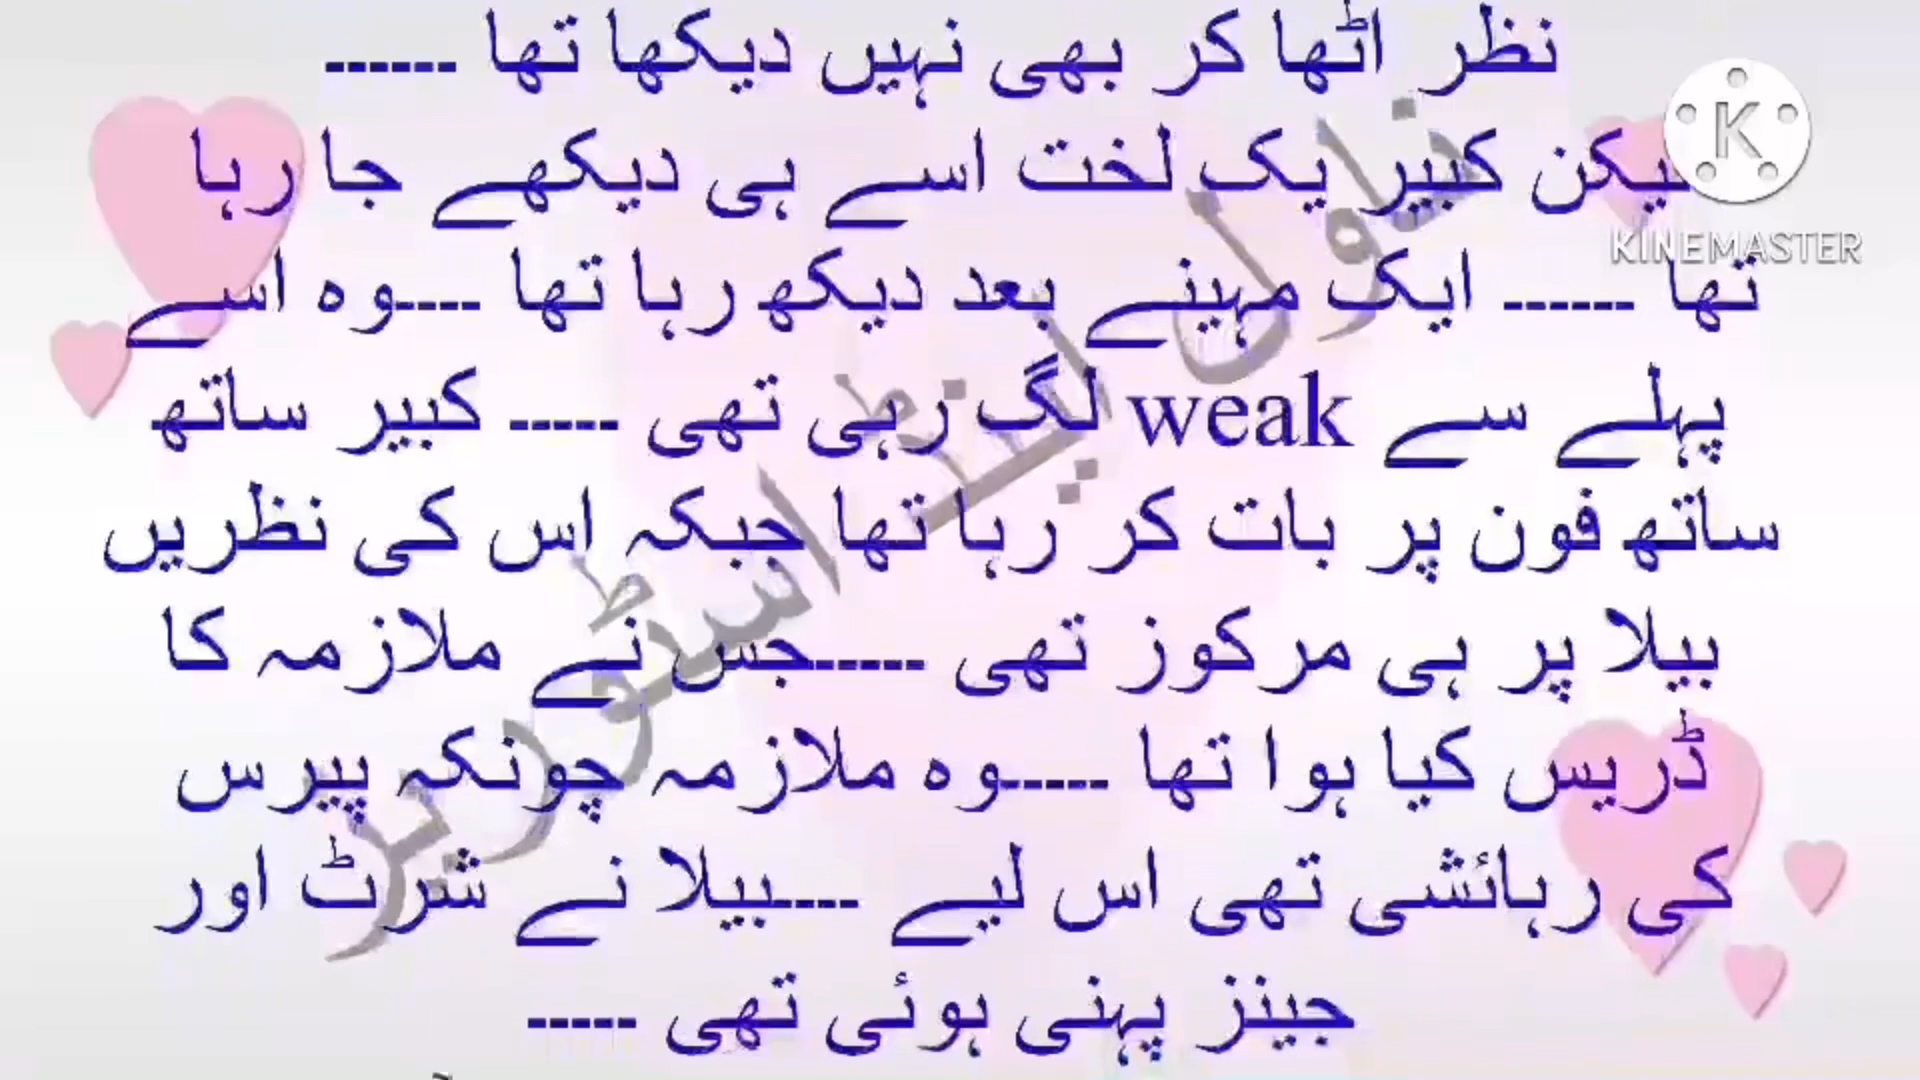 نظر اٹھا کر بھی نہیں دیکھا تھا ------
لیکن کبیر یک لخت اسے ہی دیکھے جا رہا
تھا ------ ایک مہینے بعد دیکھ رہا تھا ----وہ اسے
پہلے سے weak لگ رہی تھی ----- کبیر ساتھ
ساتھ فون پر بات کر رہا تھا جبکہ اس کی نظریں
بیلا پر ہی مرکوز تھی -----جس نے ملازمہ کا
ڈریس کیا ہوا تھا -----وہ ملازمہ چونکہ پیرس
کی رہائشی تھی اس لیے ----بیلا نے شرٹ اور
جینز پہنی ہوئی تھی -----
KINEMASTER
ناول اینڈ اسٹوریز